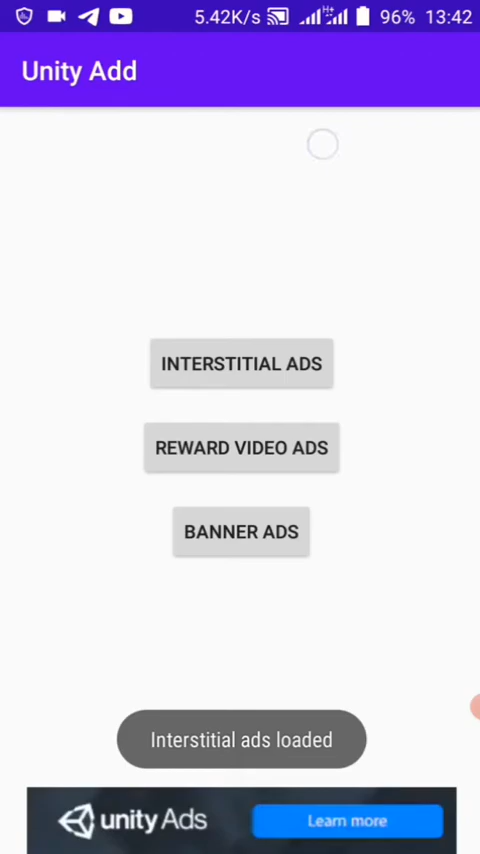 5.42K/s H+ 96% 13:42
Unity Add
INTERSTITIAL ADS
REWARD VIDEO ADS
BANNER ADS
Interstitial ads loaded
unity Ads
Learn more